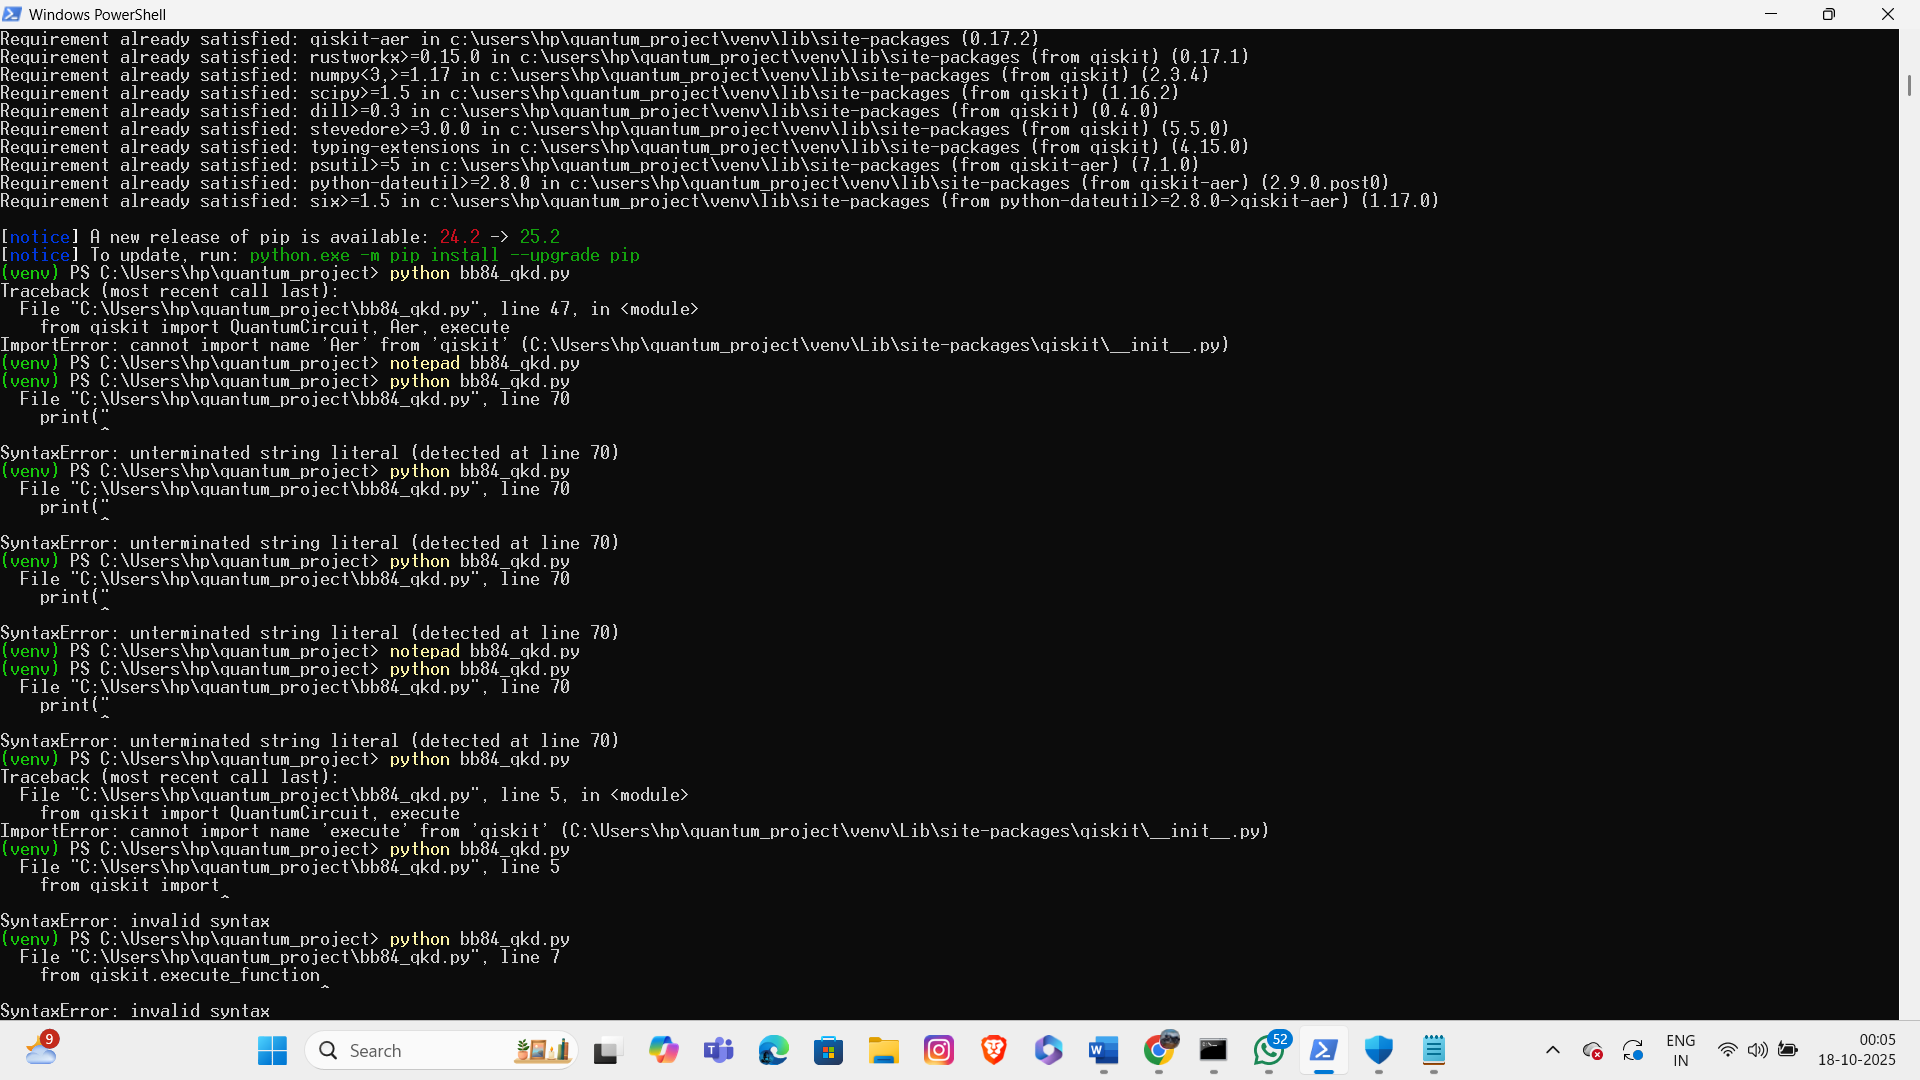 Windows PowerShell
Requirement already satisfied: qiskit-aer in c:\users\hp\quantum_project\venv\lib\site-packages (0.17.2)
Requirement already satisfied: rustworkx>=0.15.0 in c:\users\hp\quantum_project\venv\lib\site-packages (from qiskit) (0.17.1)
Requirement already satisfied: numpy<3,>=1.17 in c:\users\hp\quantum_project\venv\lib\site-packages (from qiskit) (2.3.4)
Requirement already satisfied: scipy>=1.5 in c:\users\hp\quantum_project\venv\lib\site-packages (from qiskit) (1.16.2)
Requirement already satisfied: dill>=0.3 in c:\users\hp\quantum_project\venv\lib\site-packages (from qiskit) (0.4.0)
Requirement already satisfied: stevedore>=3.0.0 in c:\users\hp\quantum_project\venv\lib\site-packages (from qiskit) (5.5.0)
Requirement already satisfied: typing-extensions in c:\users\hp\quantum_project\venv\lib\site-packages (from qiskit) (4.15.0)
Requirement already satisfied: psutil>=5 in c:\users\hp\quantum_project\venv\lib\site-packages (from qiskit-aer) (7.1.0)
Requirement already satisfied: python-dateutil>=2.8.0 in c:\users\hp\quantum_project\venv\lib\site-packages (from qiskit-aer) (2.9.0.post0)
Requirement already satisfied: six>=1.5 in c:\users\hp\quantum_project\venv\lib\site-packages (from python-dateutil>=2.8.0->qiskit-aer) (1.17.0)
[notice] A new release of pip is available: 24.2 -> 25.2
[notice] To update, run: python.exe -m pip install --upgrade pip
(venv) PS C:\Users\hp\quantum_project> python bb84_qkd.py
Traceback (most recent call last):
  File "C:\Users\hp\quantum_project\bb84_qkd.py", line 47, in <module>
    from qiskit import QuantumCircuit, Aer, execute
ImportError: cannot import name 'Aer' from 'qiskit' (C:\Users\hp\quantum_project\venv\Lib\site-packages\qiskit\__init__.py)
(venv) PS C:\Users\hp\quantum_project> notepad bb84_qkd.py
(venv) PS C:\Users\hp\quantum_project> python bb84_qkd.py
  File "C:\Users\hp\quantum_project\bb84_qkd.py", line 70
    print("
          ^
SyntaxError: unterminated string literal (detected at line 70)
(venv) PS C:\Users\hp\quantum_project> python bb84_qkd.py
  File "C:\Users\hp\quantum_project\bb84_qkd.py", line 70
    print("
          ^
SyntaxError: unterminated string literal (detected at line 70)
(venv) PS C:\Users\hp\quantum_project> python bb84_qkd.py
  File "C:\Users\hp\quantum_project\bb84_qkd.py", line 70
    print("
          ^
SyntaxError: unterminated string literal (detected at line 70)
(venv) PS C:\Users\hp\quantum_project> notepad bb84_qkd.py
(venv) PS C:\Users\hp\quantum_project> python bb84_qkd.py
  File "C:\Users\hp\quantum_project\bb84_qkd.py", line 70
    print("
          ^
SyntaxError: unterminated string literal (detected at line 70)
(venv) PS C:\Users\hp\quantum_project> python bb84_qkd.py
Traceback (most recent call last):
  File "C:\Users\hp\quantum_project\bb84_qkd.py", line 5, in <module>
    from qiskit import QuantumCircuit, execute
ImportError: cannot import name 'execute' from 'qiskit' (C:\Users\hp\quantum_project\venv\Lib\site-packages\qiskit\__init__.py)
(venv) PS C:\Users\hp\quantum_project> python bb84_qkd.py
  File "C:\Users\hp\quantum_project\bb84_qkd.py", line 5
    from qiskit import
                      ^
SyntaxError: invalid syntax
(venv) PS C:\Users\hp\quantum_project> python bb84_qkd.py
  File "C:\Users\hp\quantum_project\bb84_qkd.py", line 7
    from qiskit.execute_function
                                ^
SyntaxError: invalid syntax
9
Search
52
ENG
IN
00:05
18-10-2025